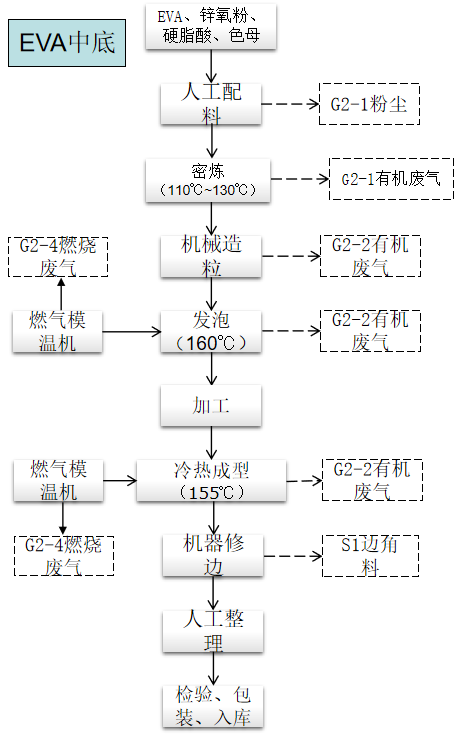 EVA中底
EVA、锌氧粉、
硬脂酸、色母
人工配
料
G2-1粉尘
密炼
(110℃~130℃)
G2-1有机废气
机械造
粒
G2-2有机
废气
G2-4燃烧
废气
燃气模
温机
发泡
(160℃)
G2-2有机
废气
加工
燃气模
温机
冷热成型
(155℃)
G2-2有机
废气
G2-4燃烧
废气
机器修
边
S1边角
料
人工整
理
检验、包
装、入库